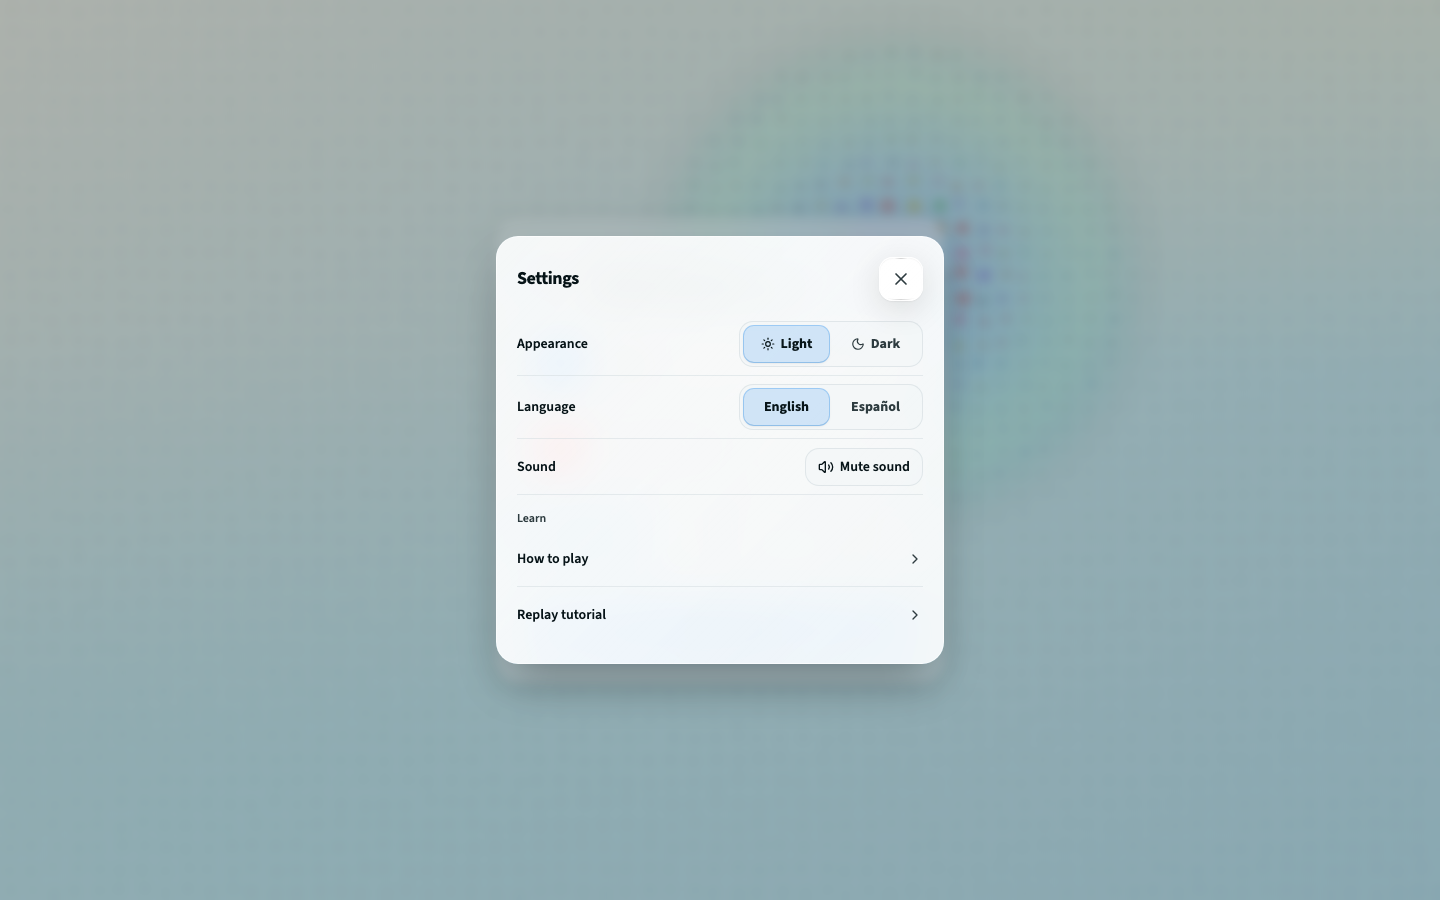 Settings
Appearance Light Dark
Language English Español
Sound Mute sound
Learn
How to play
Replay tutorial